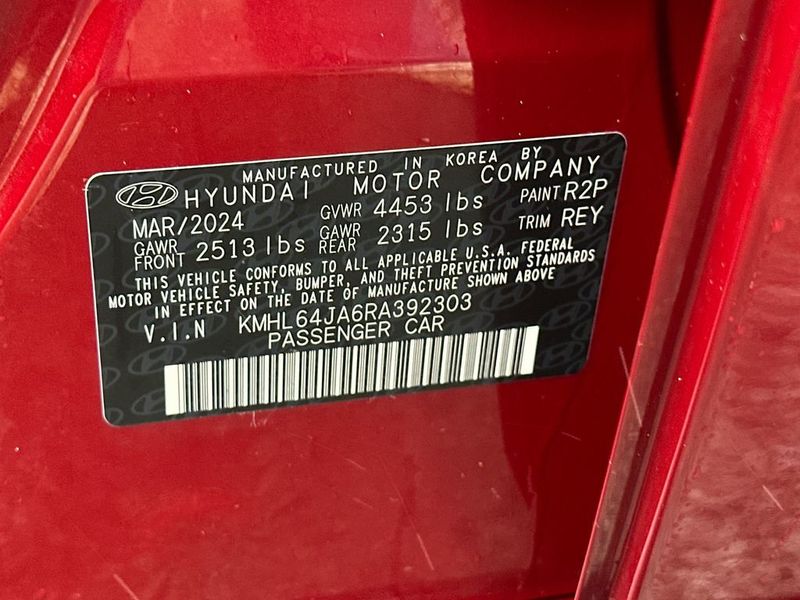 MANUFACTURED IN KOREA BY
HYUNDAI MOTOR COMPANY
MAR/2024 GVWR 4453 lbs PAINT R2P
GAWR FRONT 2513 lbs GAWR REAR 2315 lbs TRIM REY
THIS VEHICLE CONFORMS TO ALL APPLICABLE U.S.A. FEDERAL
MOTOR VEHICLE SAFETY, BUMPER, AND THEFT PREVENTION STANDARDS
IN EFFECT ON THE DATE OF MANUFACTURE SHOWN ABOVE
V.I.N KMHL64JA6RA392303
PASSENGER CAR